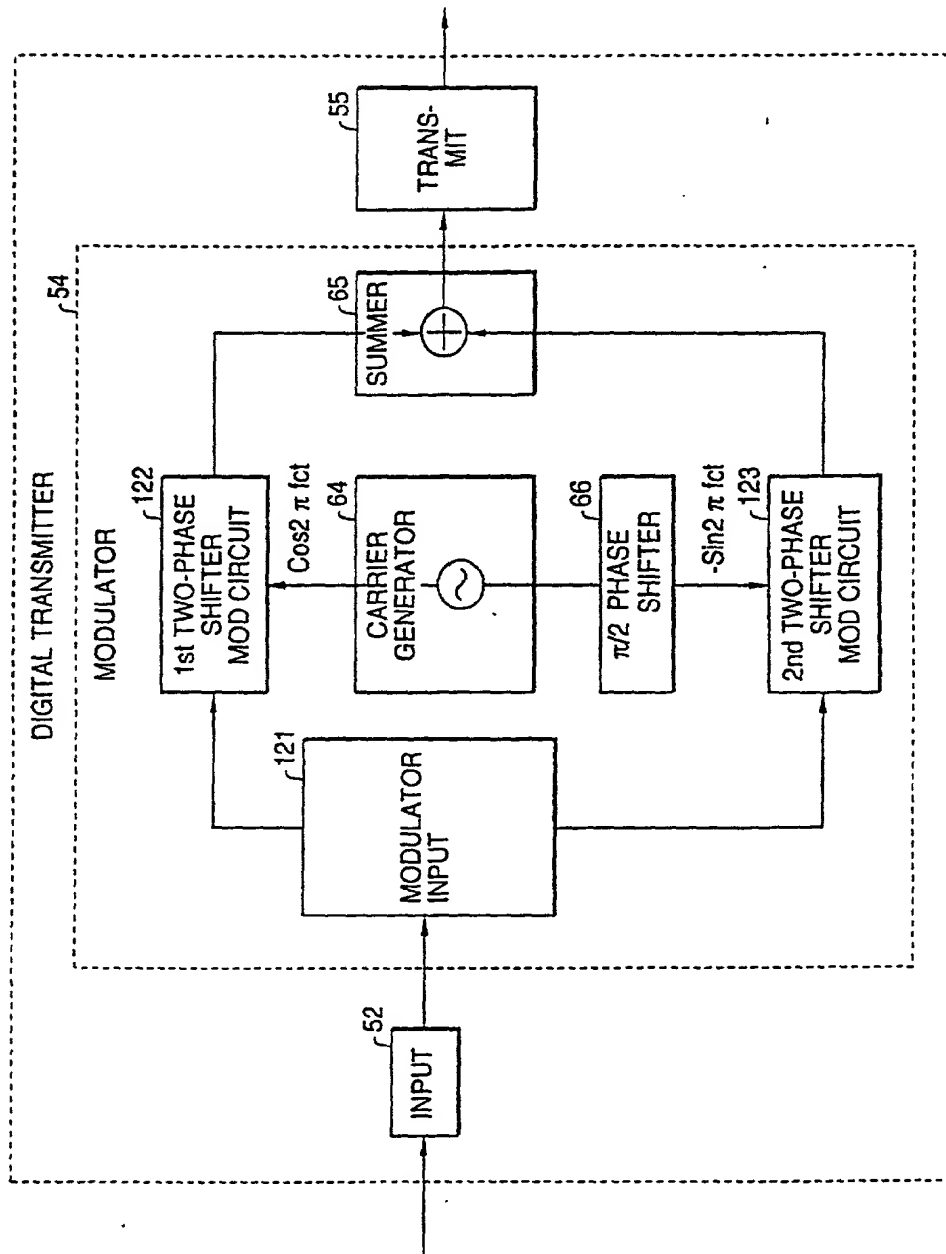 DIGITAL TRANSMITTER
54
MODULATOR
52
INPUT
121
MODULATOR
INPUT
122
1st TWO-PHASE
SHIFTER
MOD CIRCUIT
Cos2 π fct
64
CARRIER
GENERATOR
66
π/2 PHASE
SHIFTER
-Sin2 π fct
123
2nd TWO-PHASE
SHIFTER
MOD CIRCUIT
65
SUMMER
55
TRANS-
MIT